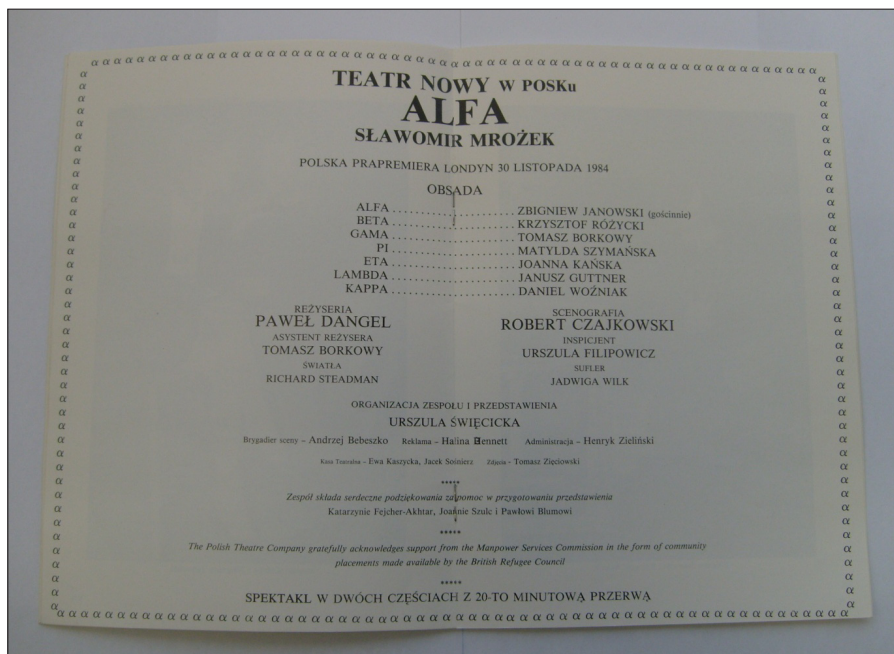 TEATR NOWY W POSKu
ALFA
SŁAWOMIR MROŻEK
POLSKA PRAPREMIERA LONDYN 30 LISTOPADA 1984
OBSADA
ALFA . . . . . . . . . . . . . . . . . . . . . . . . . ZBIGNIEW JANOWSKI (gościnnie)
BETA . . . . . . . . . . . . . . . . . . . . . . . . . KRZYSZTOF RÓŻYCKI
GAMA . . . . . . . . . . . . . . . . . . . . . . . . . TOMASZ BORKOWY
PI . . . . . . . . . . . . . . . . . . . . . . . . . MATYLDA SZYMAŃSKA
ETA . . . . . . . . . . . . . . . . . . . . . . . . . JOANNA KAŃSKA
LAMBDA . . . . . . . . . . . . . . . . . . . . . . . . . JANUSZ GUTTNER
KAPPA . . . . . . . . . . . . . . . . . . . . . . . . . DANIEL WOŹNIAK
REŻYSERIA
PAWEŁ DANGEL
ASYSTENT REŻYSERA
TOMASZ BORKOWY
ŚWIATŁA
RICHARD STEADMAN
SCENOGRAFIA
ROBERT CZAJKOWSKI
INSPICJENT
URSZULA FILIPOWICZ
SUFLER
JADWIGA WILK
ORGANIZACJA ZESPOŁU I PRZEDSTAWIENIA
URSZULA ŚWIĘCICKA
Brygadier sceny – Andrzej Bebeszko Reklama – Halina Bennett Administracja – Henryk Zieliński
Kasa Teatralna – Ewa Kaszycka, Jacek Zdjęcia – Tomasz Zięciowski
*****
Zespół składa serdeczne podziękowania za pomoc w przygotowaniu przedstawienia
Katarzynie Fejcher-Akhtar, Joannie Szulc i Pawłowi Blumowi
*****
The Polish Theatre Company gratefully acknowledges support from the Manpower Services Commission in the form of community
placements made available by the British Refugee Council
*****
SPEKTAKL W DWÓCH CZĘŚCIACH Z 20-TO MINUTOWĄ PRZERWĄ